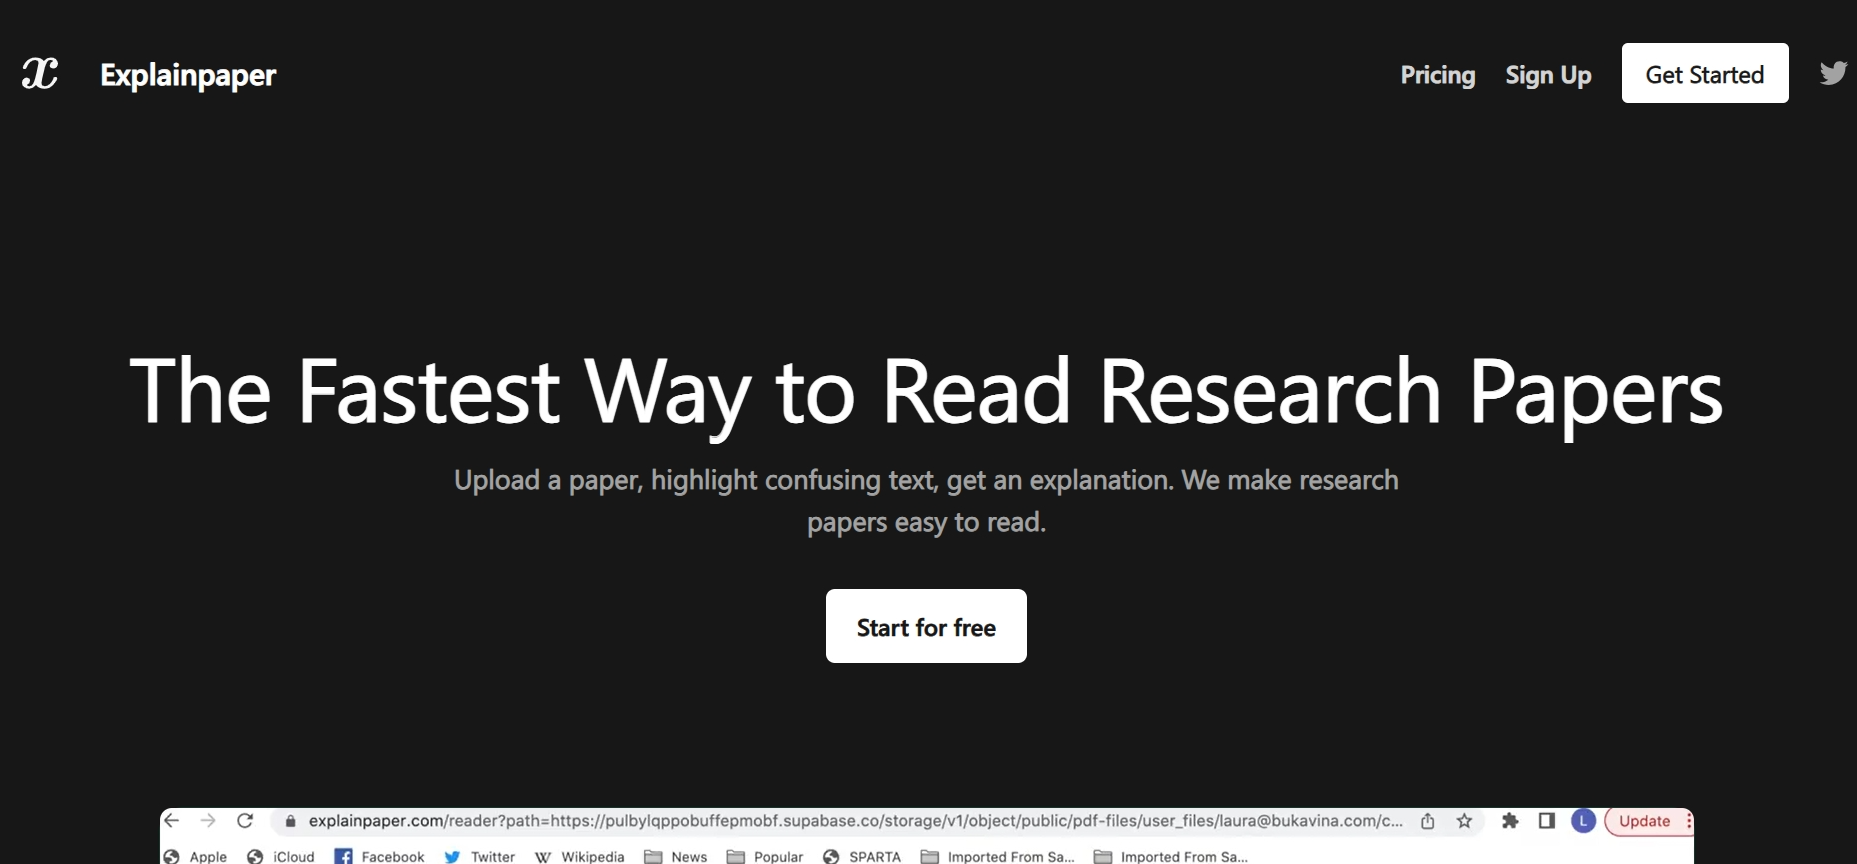 x Explainpaper Pricing Sign Up Get Started
The Fastest Way to Read Research Papers
Upload a paper, highlight confusing text, get an explanation. We make research
papers easy to read.
Start for free
explainpaper.com/reader?path=https://pulbylqppobuffepmobf.supabase.co/storage/v1/object/public/pdf-files/user_files/laura@bukavina.com/c... L Update
Apple iCloud Facebook Twitter W Wikipedia News Popular SPARTA Imported From Sa... Imported From Sa...